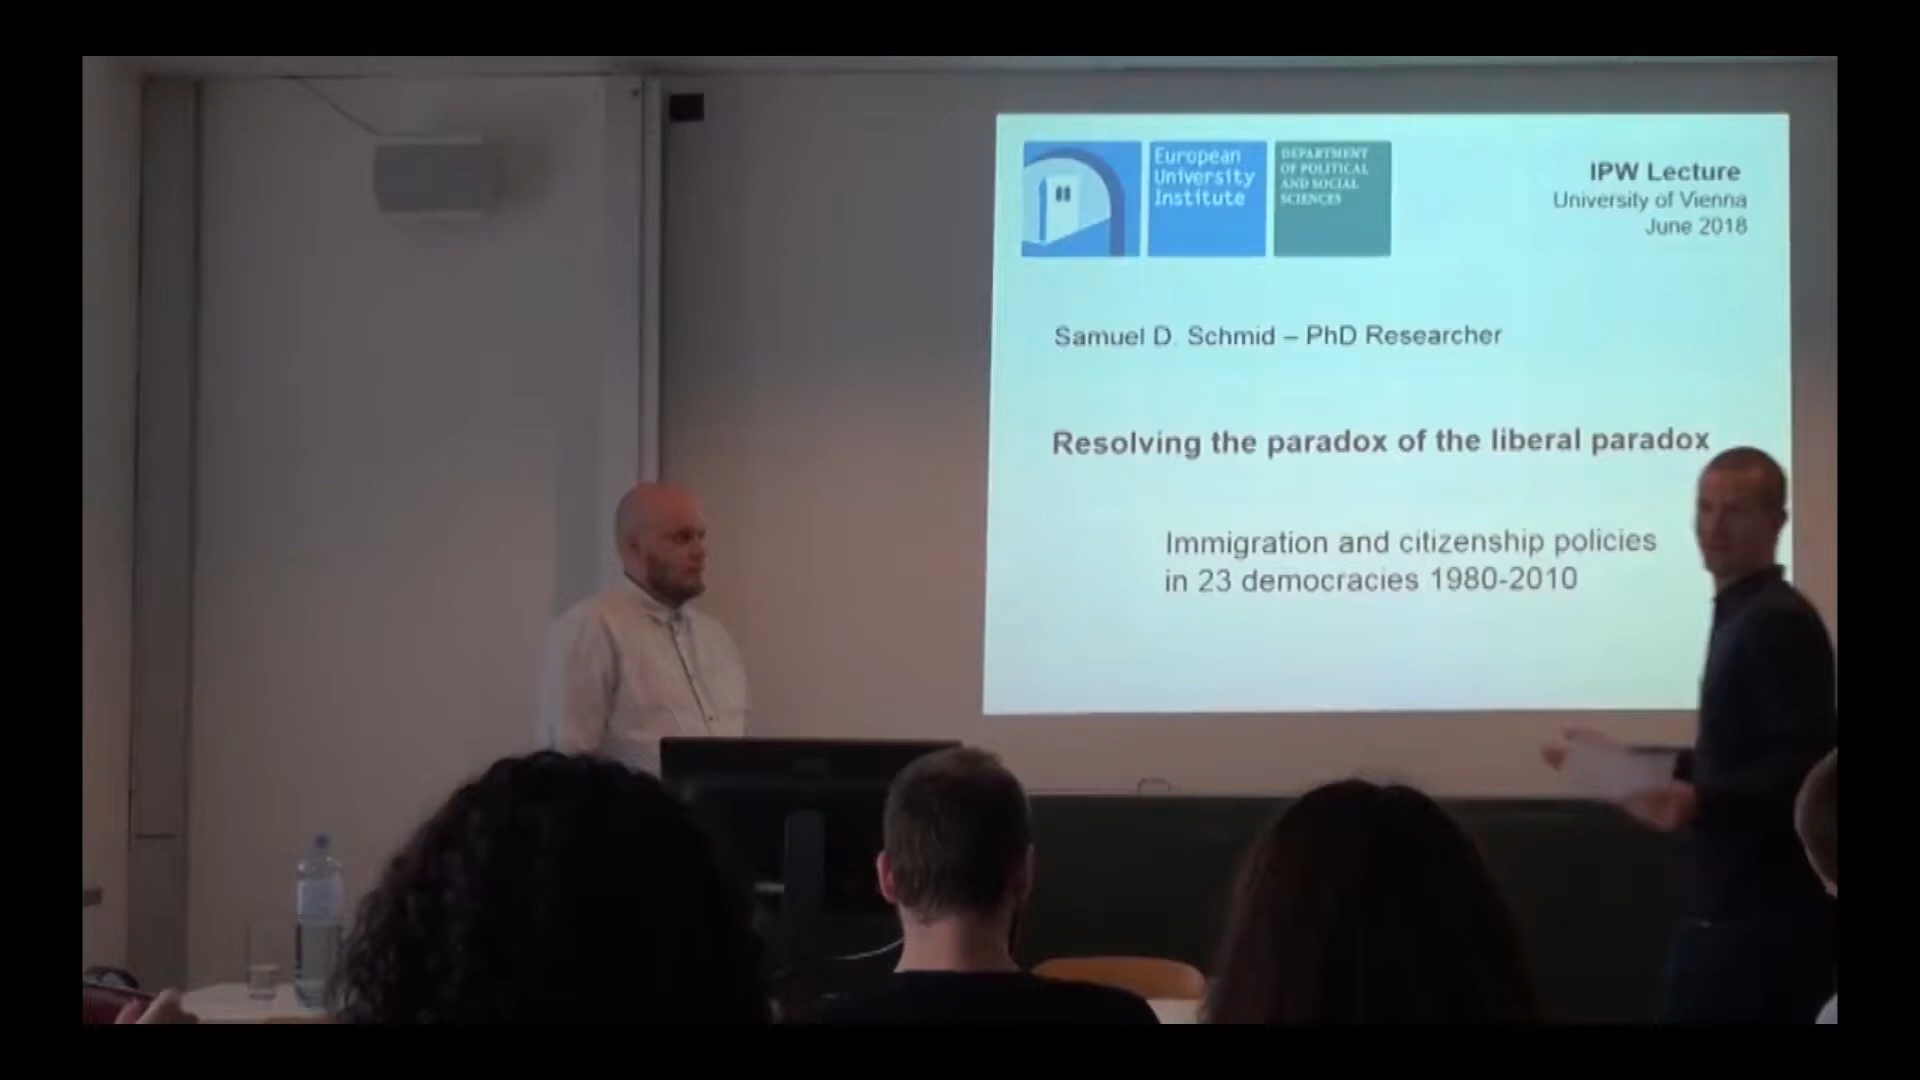 European
University
Institute
DEPARTMENT
OF POLITICAL
AND SOCIAL
SCIENCES
IPW Lecture
University of Vienna
June 2018
Samuel D. Schmid – PhD Researcher
Resolving the paradox of the liberal paradox
Immigration and citizenship policies
in 23 democracies 1980-2010